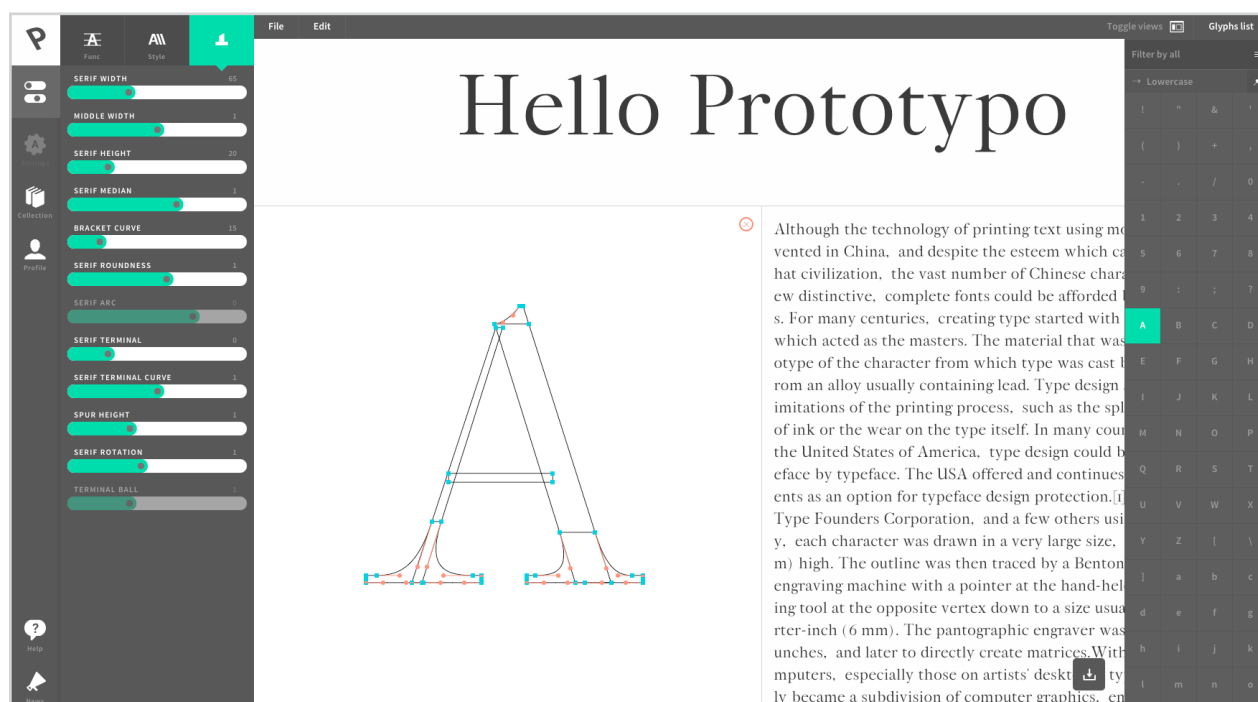 File Edit Toggle views Glyphs list
Func Style
Collection
Profile
Help
News
SERIF WIDTH 65
MIDDLE WIDTH 1
SERIF HEIGHT 20
SERIF MEDIAN 1
BRACKET CURVE 15
SERIF ROUNDNESS 1
SERIF ARC 0
SERIF TERMINAL 0
SERIF TERMINAL CURVE 1
SPUR HEIGHT 1
SERIF ROTATION 1
TERMINAL BALL 1
Hello Prototypo
Although the technology of printing text using mo
vented in China, and despite the esteem which ca
hat civilization, the vast number of Chinese chara
ew distinctive, complete fonts could be afforded
s. For many centuries, creating type started with
which acted as the masters. The material that was
otype of the character from which type was cast
rom an alloy usually containing lead. Type design
imitations of the printing process, such as the spl
of ink or the wear on the type itself. In many coun
the United States of America, type design could b
eface by typeface. The USA offered and continues
ents as an option for typeface design protection.[1]
Type Founders Corporation, and a few others usi
y, each character was drawn in a very large size,
m) high. The outline was then traced by a Benton
engraving machine with a pointer at the hand-hel
ing tool at the opposite vertex down to a size usua
rter-inch (6 mm). The pantographic engraver was
unches, and later to directly create matrices.With
mputers, especially those on artists' deskt ty
ly became a subdivision of computer graphics, en
Filter by all
→ Lowercase
! " &
( ) + ,
- . / 0
1 2 3 4
5 6 7 8
9 : ; ?
A B C D
E F G H
I J K L
M N O P
Q R S T
U V W X
Y Z [ \
] a b c
d e f g
h i j k
l m n o